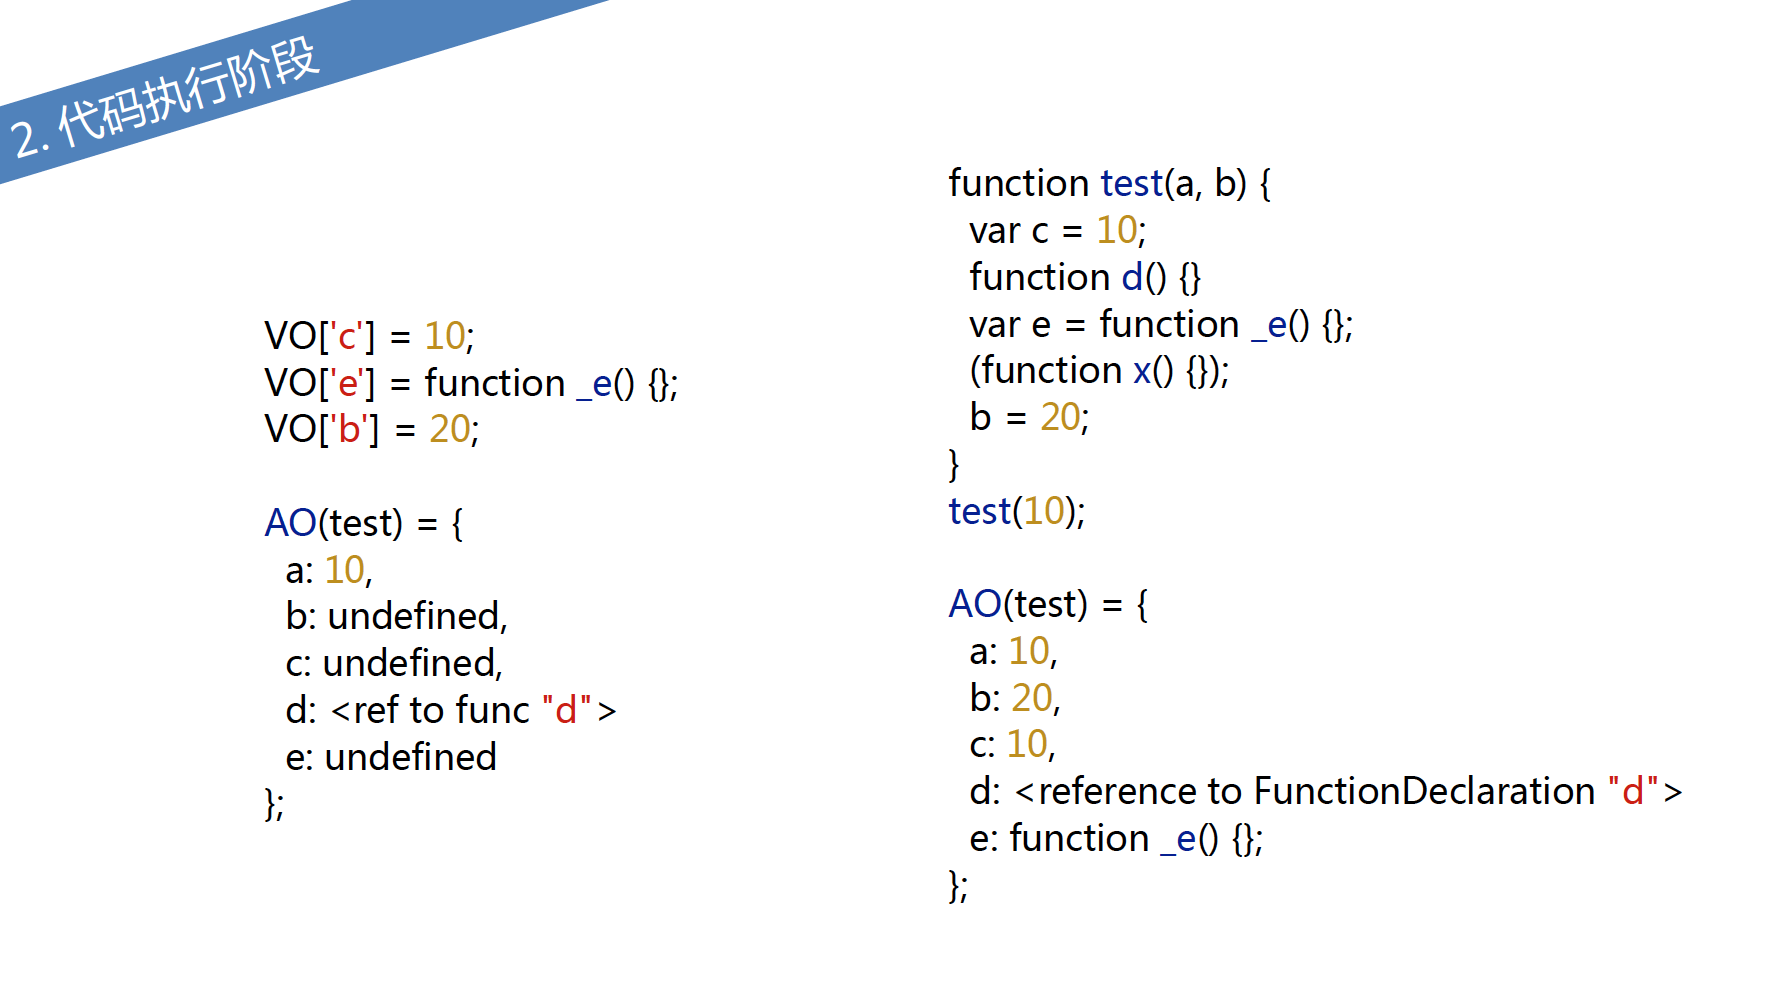 2. 代码执行阶段
VO['c'] = 10;
VO['e'] = function _e() {};
VO['b'] = 20;
AO(test) = {
a: 10,
b: undefined,
c: undefined,
d: <ref to func "d">
e: undefined
};
function test(a, b) {
var c = 10;
function d() {}
var e = function _e() {};
(function x() {});
b = 20;
}
test(10);
AO(test) = {
a: 10,
b: 20,
c: 10,
d: <reference to FunctionDeclaration "d">
e: function _e() {};
};